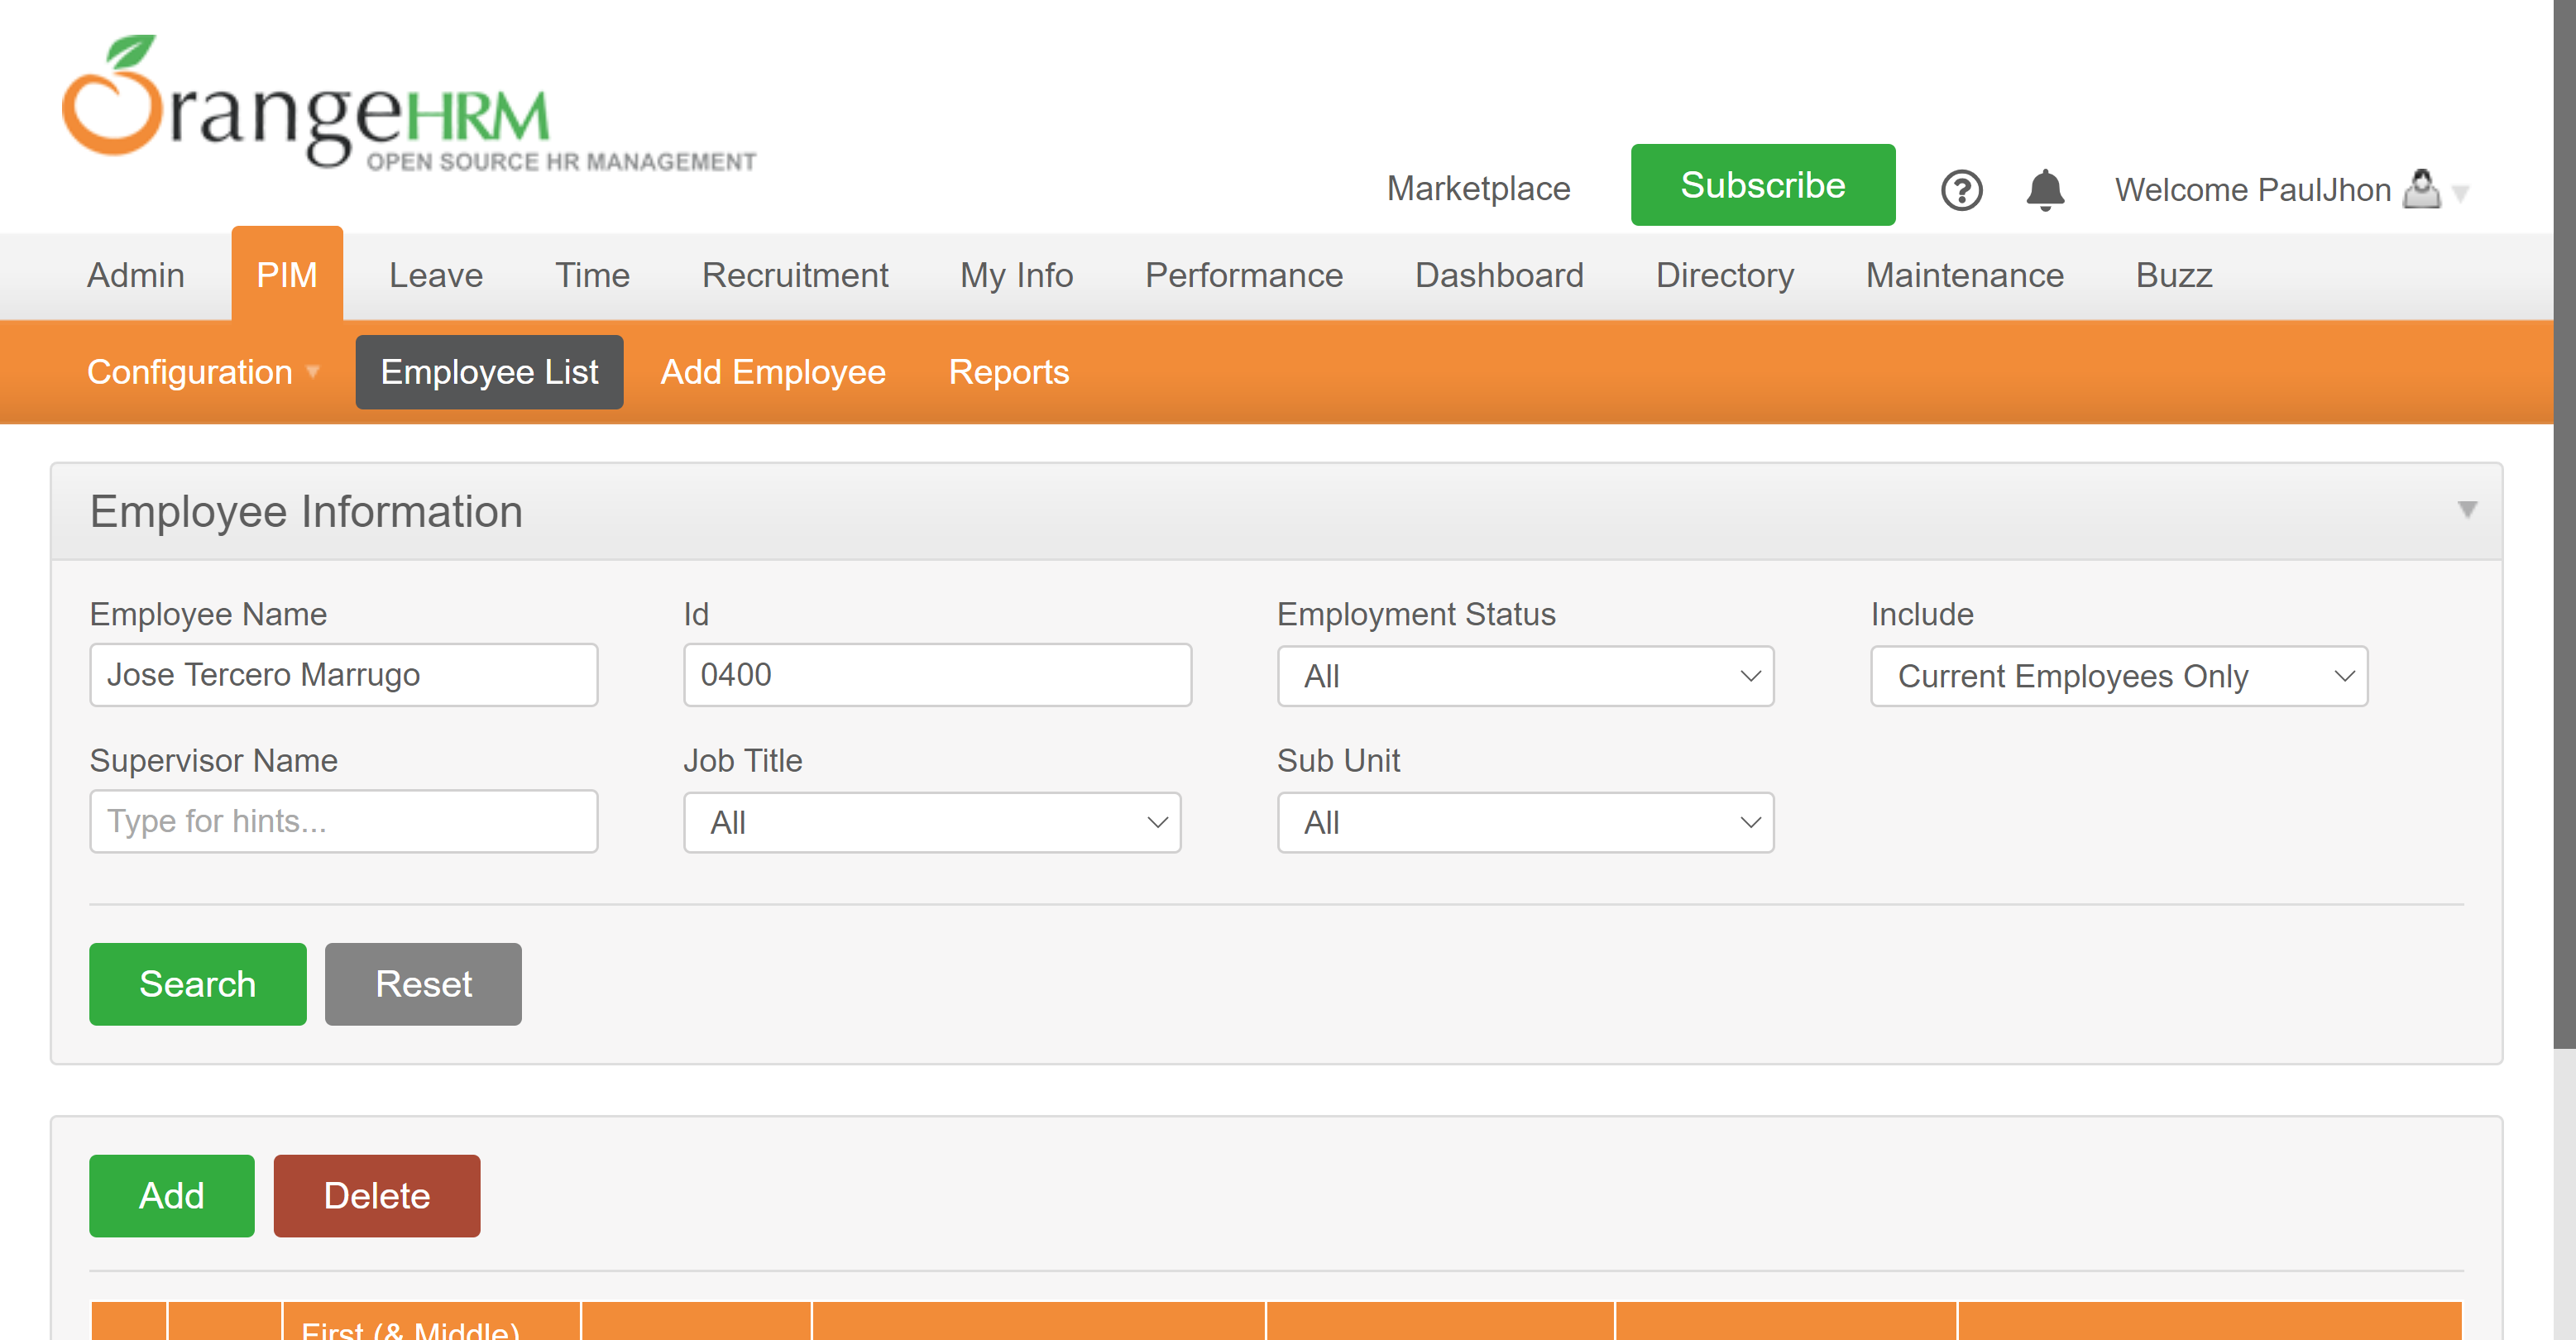 OrangeHRM
OPEN SOURCE HR MANAGEMENT
Marketplace Subscribe Welcome PaulJhon
Admin PIM Leave Time Recruitment My Info Performance Dashboard Directory Maintenance Buzz
Configuration Employee List Add Employee Reports
Employee Information
Employee Name Id Employment Status Include
Jose Tercero Marrugo 0400 All Current Employees Only
Supervisor Name Job Title Sub Unit
Type for hints... All All
Search Reset
Add Delete
First (& Middle)